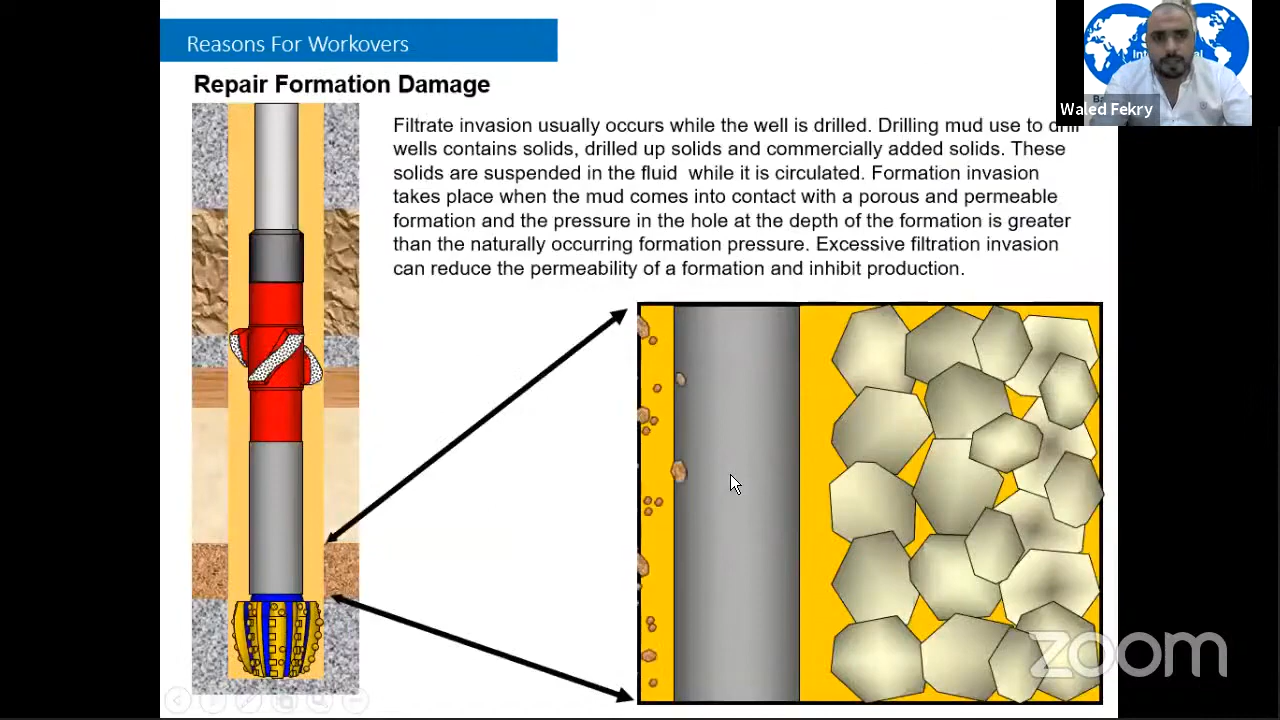 Reasons For Workovers
Repair Formation Damage
Filtrate invasion usually occurs while the well is drilled. Drilling mud use to drill
wells contains solids, drilled up solids and commercially added solids. These
solids are suspended in the fluid while it is circulated. Formation invasion
takes place when the mud comes into contact with a porous and permeable
formation and the pressure in the hole at the depth of the formation is greater
than the naturally occurring formation pressure. Excessive filtration invasion
can reduce the permeability of a formation and inhibit production.
Waled Fekry
zoom